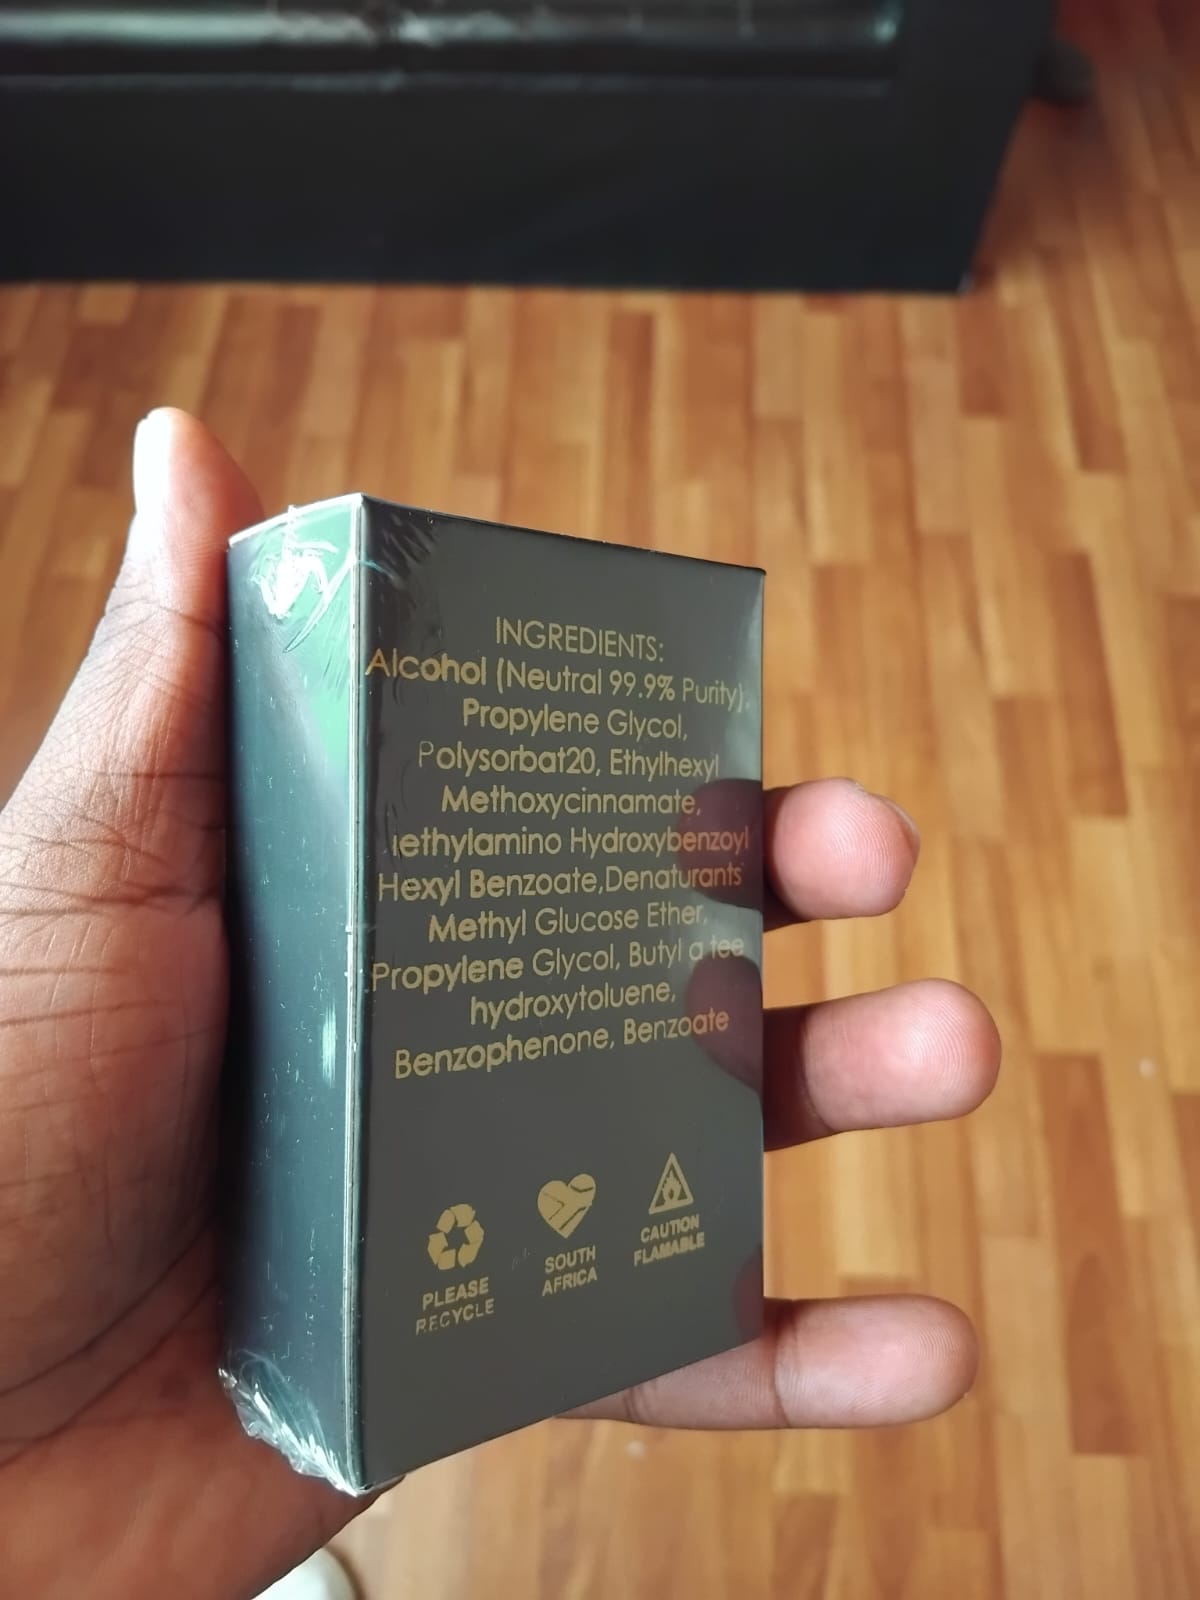 INGREDIENTS:
Alcohol (Neutral 99.9% Purity),
Propylene Glycol,
Polysorbat20, Ethylhexyl
Methoxycinnamate,
iethylamino Hydroxybenzoyl
Hexyl Benzoate,Denaturants
Methyl Glucose Ether,
Propylene Glycol, Butyl a tee
hydroxytoluene,
Benzophenone, Benzoate
PLEASE
RECYCLE
SOUTH
AFRICA
CAUTION
FLAMABLE